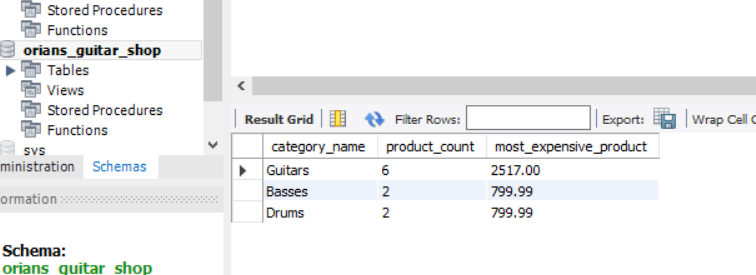 Stored Procedures
Functions
orians_guitar_shop
Tables
Views
Stored Procedures
Functions
sys
ministration Schemas
ormation
Schema:
orians_guitar_shop
Result Grid Filter Rows: Export: Wrap Cell
category_name product_count most_expensive_product
Guitars 6 2517.00
Basses 2 799.99
Drums 2 799.99